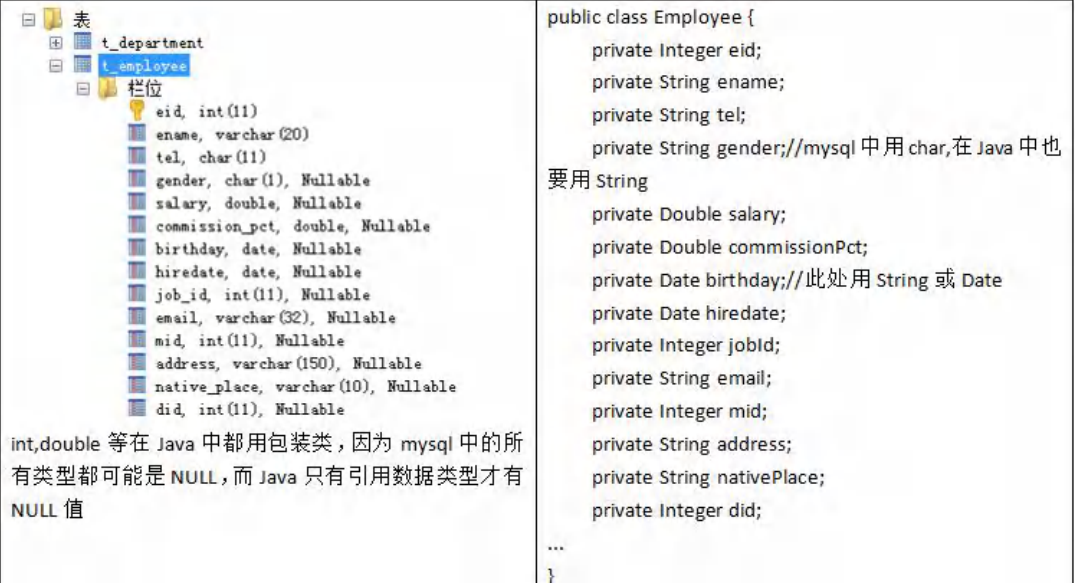 表
t_department
t_employee
栏位
eid, int(11)
ename, varchar(20)
tel, char(11)
gender, char(1), Nullable
salary, double, Nullable
commission_pct, double, Nullable
birthday, date, Nullable
hiredate, date, Nullable
job_id, int(11), Nullable
email, varchar(32), Nullable
mid, int(11), Nullable
address, varchar(150), Nullable
native_place, varchar(10), Nullable
did, int(11), Nullable
int,double 等在 Java 中都用包装类，因为 mysql 中的所
有类型都可能是 NULL，而 Java 只有引用数据类型才有
NULL 值
public class Employee {
private Integer eid;
private String ename;
private String tel;
private String gender;//mysql 中用 char,在 Java 中也
要用 String
private Double salary;
private Double commissionPct;
private Date birthday;//此处用 String 或 Date
private Date hiredate;
private Integer jobId;
private String email;
private Integer mid;
private String address;
private String nativePlace;
private Integer did;
...
}